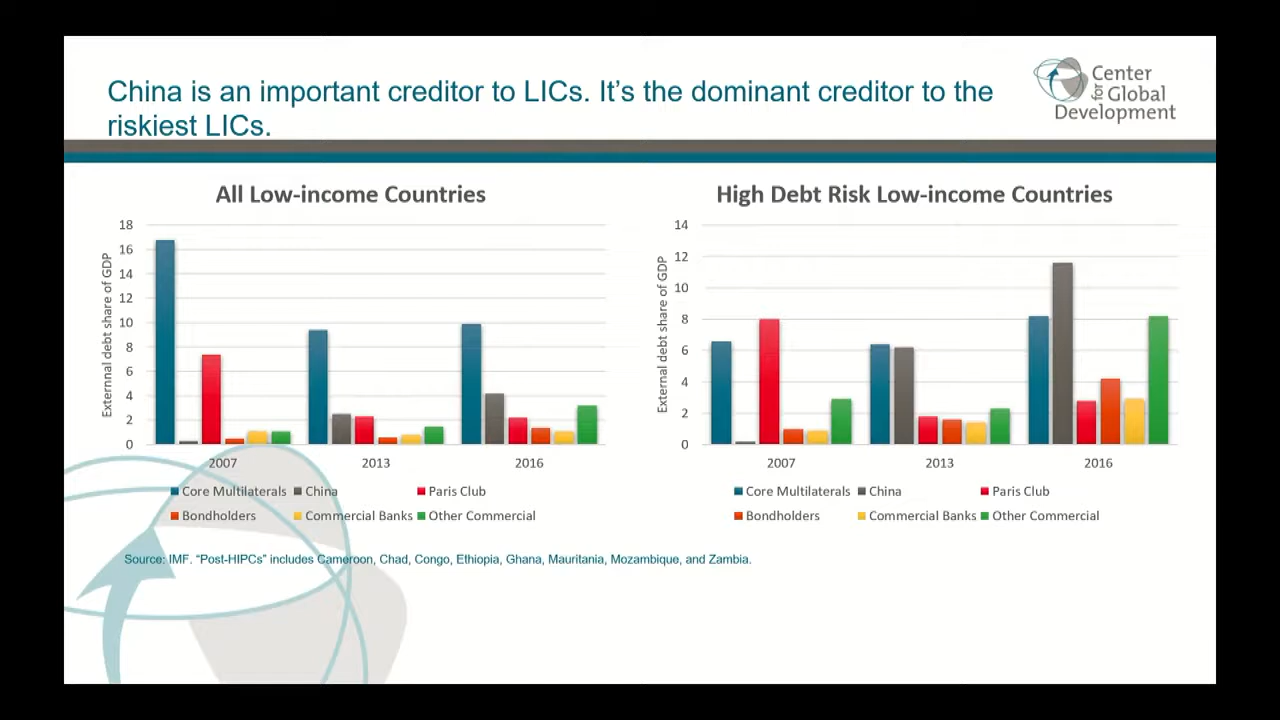 China is an important creditor to LICs. It's the dominant creditor to the
riskiest LICs.
Center
for Global
Development
All Low-income Countries
Externnal debt share of GDP
18
16
14
12
10
8
6
4
2
0
2007
2013
2016
Core Multilaterals
China
Paris Club
Bondholders
Commercial Banks
Other Commercial
High Debt Risk Low-income Countries
External debt share of GDP
14
12
10
8
6
4
2
0
2007
2013
2016
Core Multilaterals
China
Paris Club
Bondholders
Commercial Banks
Other Commercial
Source: IMF. “Post-HIPCs” includes Cameroon, Chad, Congo, Ethiopia, Ghana, Mauritania, Mozambique, and Zambia.